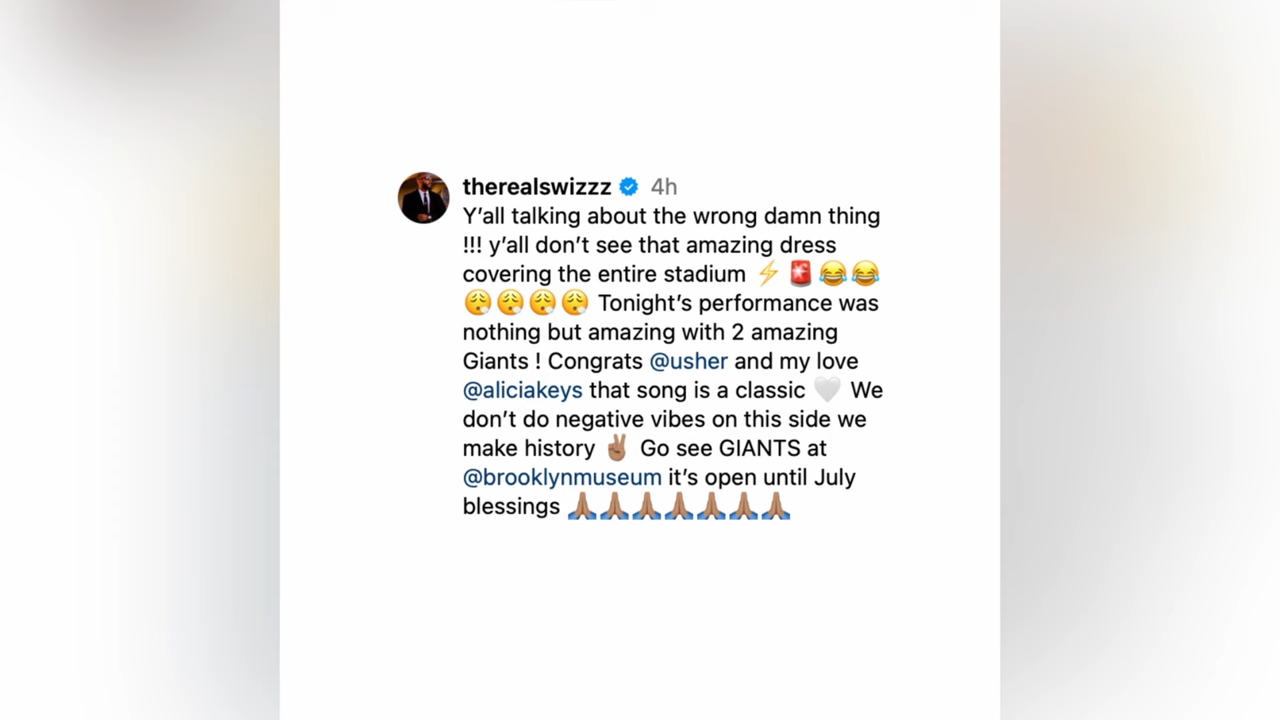 therealswizzz 4h
Y’all talking about the wrong damn thing
!!! y’all don’t see that amazing dress
covering the entire stadium ⚡🚨😂😂
😮‍💨😮‍💨😮‍💨😮‍💨 Tonight’s performance was
nothing but amazing with 2 amazing
Giants ! Congrats @usher and my love
@aliciakeys that song is a classic 🤍 We
don’t do negative vibes on this side we
make history ✌🏽 Go see GIANTS at
@brooklynmuseum it’s open until July
blessings 🙏🏽🙏🏽🙏🏽🙏🏽🙏🏽🙏🏽🙏🏽